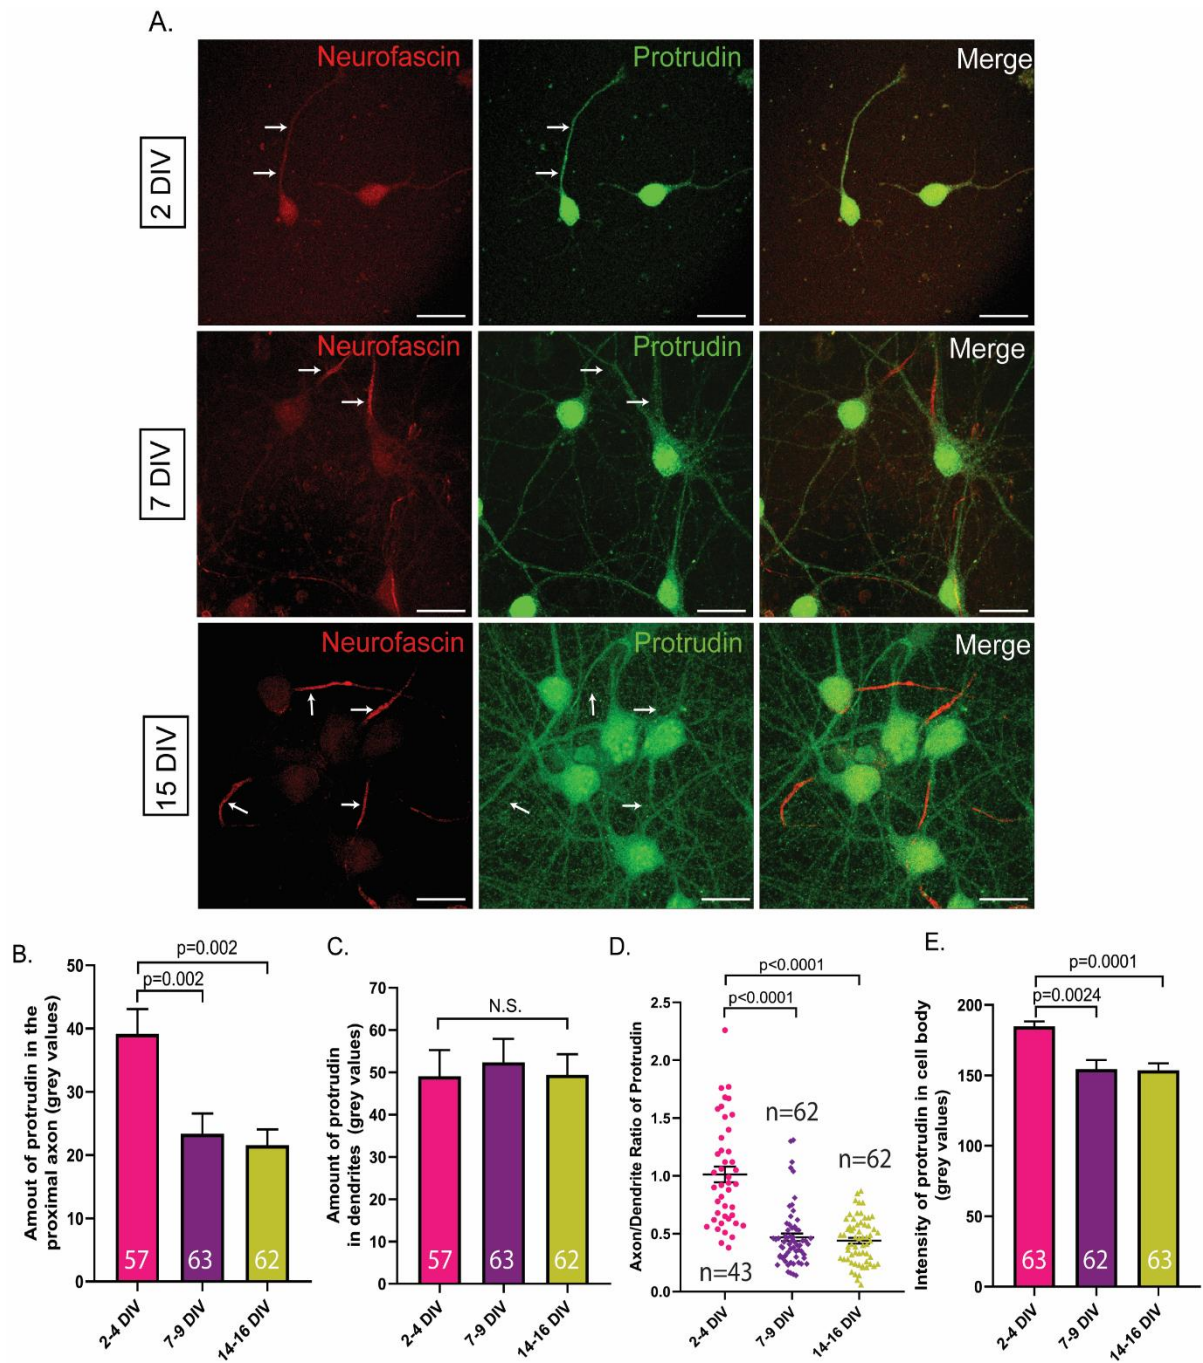 A.
Neurofascin
Protrudin
Merge
2 DIV
Neurofascin
Protrudin
Merge
7 DIV
Neurofascin
Protrudin
Merge
15 DIV
B.
p=0.002
p=0.002
Amout of protrudin in the
proximal axon (grey values)
50
40
30
20
10
0
57
63
62
2-4 DIV
7-9 DIV
14-16 DIV
C.
N.S.
Amount of protrudin
in dendrites (grey values)
70
60
50
40
30
20
10
0
57
63
62
2-4 DIV
7-9 DIV
14-16 DIV
D.
p<0.0001
p<0.0001
Axon/Dendrite Ratio of Protrudin
2.5
2.0
1.5
1.0
0.5
0.0
n=62
n=62
n=43
2-4 DIV
7-9 DIV
14-16 DIV
E.
p=0.0001
p=0.0024
Intensity of protrudin in cell body
(grey values)
200
150
100
50
0
63
62
63
2-4 DIV
7-9 DIV
14-16 DIV